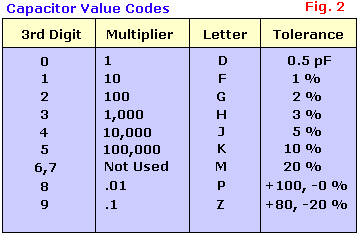 Capacitor Value Codes Fig. 2
3rd Digit Multiplier Letter Tolerance
0 1 D 0.5 pF
1 10 F 1 %
2 100 G 2 %
3 1,000 H 3 %
4 10,000 J 5 %
5 100,000 K 10 %
6,7 Not Used M 20 %
8 .01 P +100, -0 %
9 .1 Z +80, -20 %